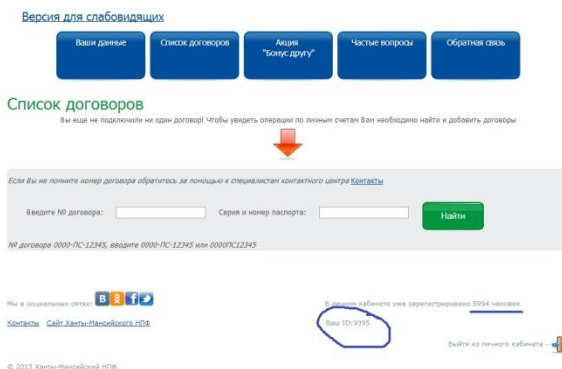 Версия для слабовидящих
Ваши данные
Список договоров
Акция
"Бонус другу"
Частые вопросы
Обратная связь
Список договоров
Вы еще не подключили ни один договор! Чтобы увидеть операции по личным счетам Вам необходимо найти и добавить договоры
Если Вы не помните номер договора обратитесь за помощью к специалистам контактного центра Контакты
Введите № договора:
Серия и номер паспорта:
Найти
№ договора 0000-ПС-12345, вводите 0000-ПС-12345 или 0000ПС12345
Мы в социальных сетях:
В личном кабинете уже зарегистрировано 5994 человек
Контакты Сайт Ханты-Мансийского НПФ
Ваш ID:9395
Выйти из личного кабинета -
© 2013 Ханты-Мансийский НПФ.